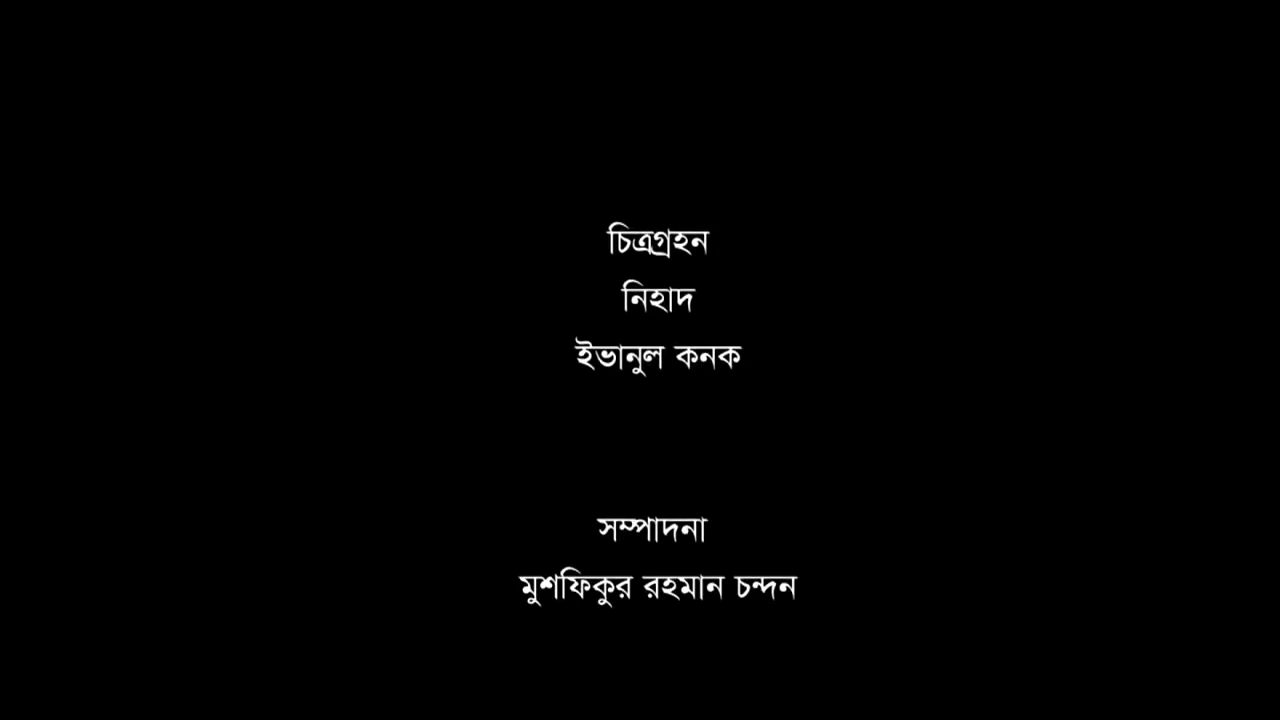 চিত্রগ্রহন
নিহাদ
ইভানুল কনক
সম্পাদনা
মুশফিকুর রহমান চন্দন